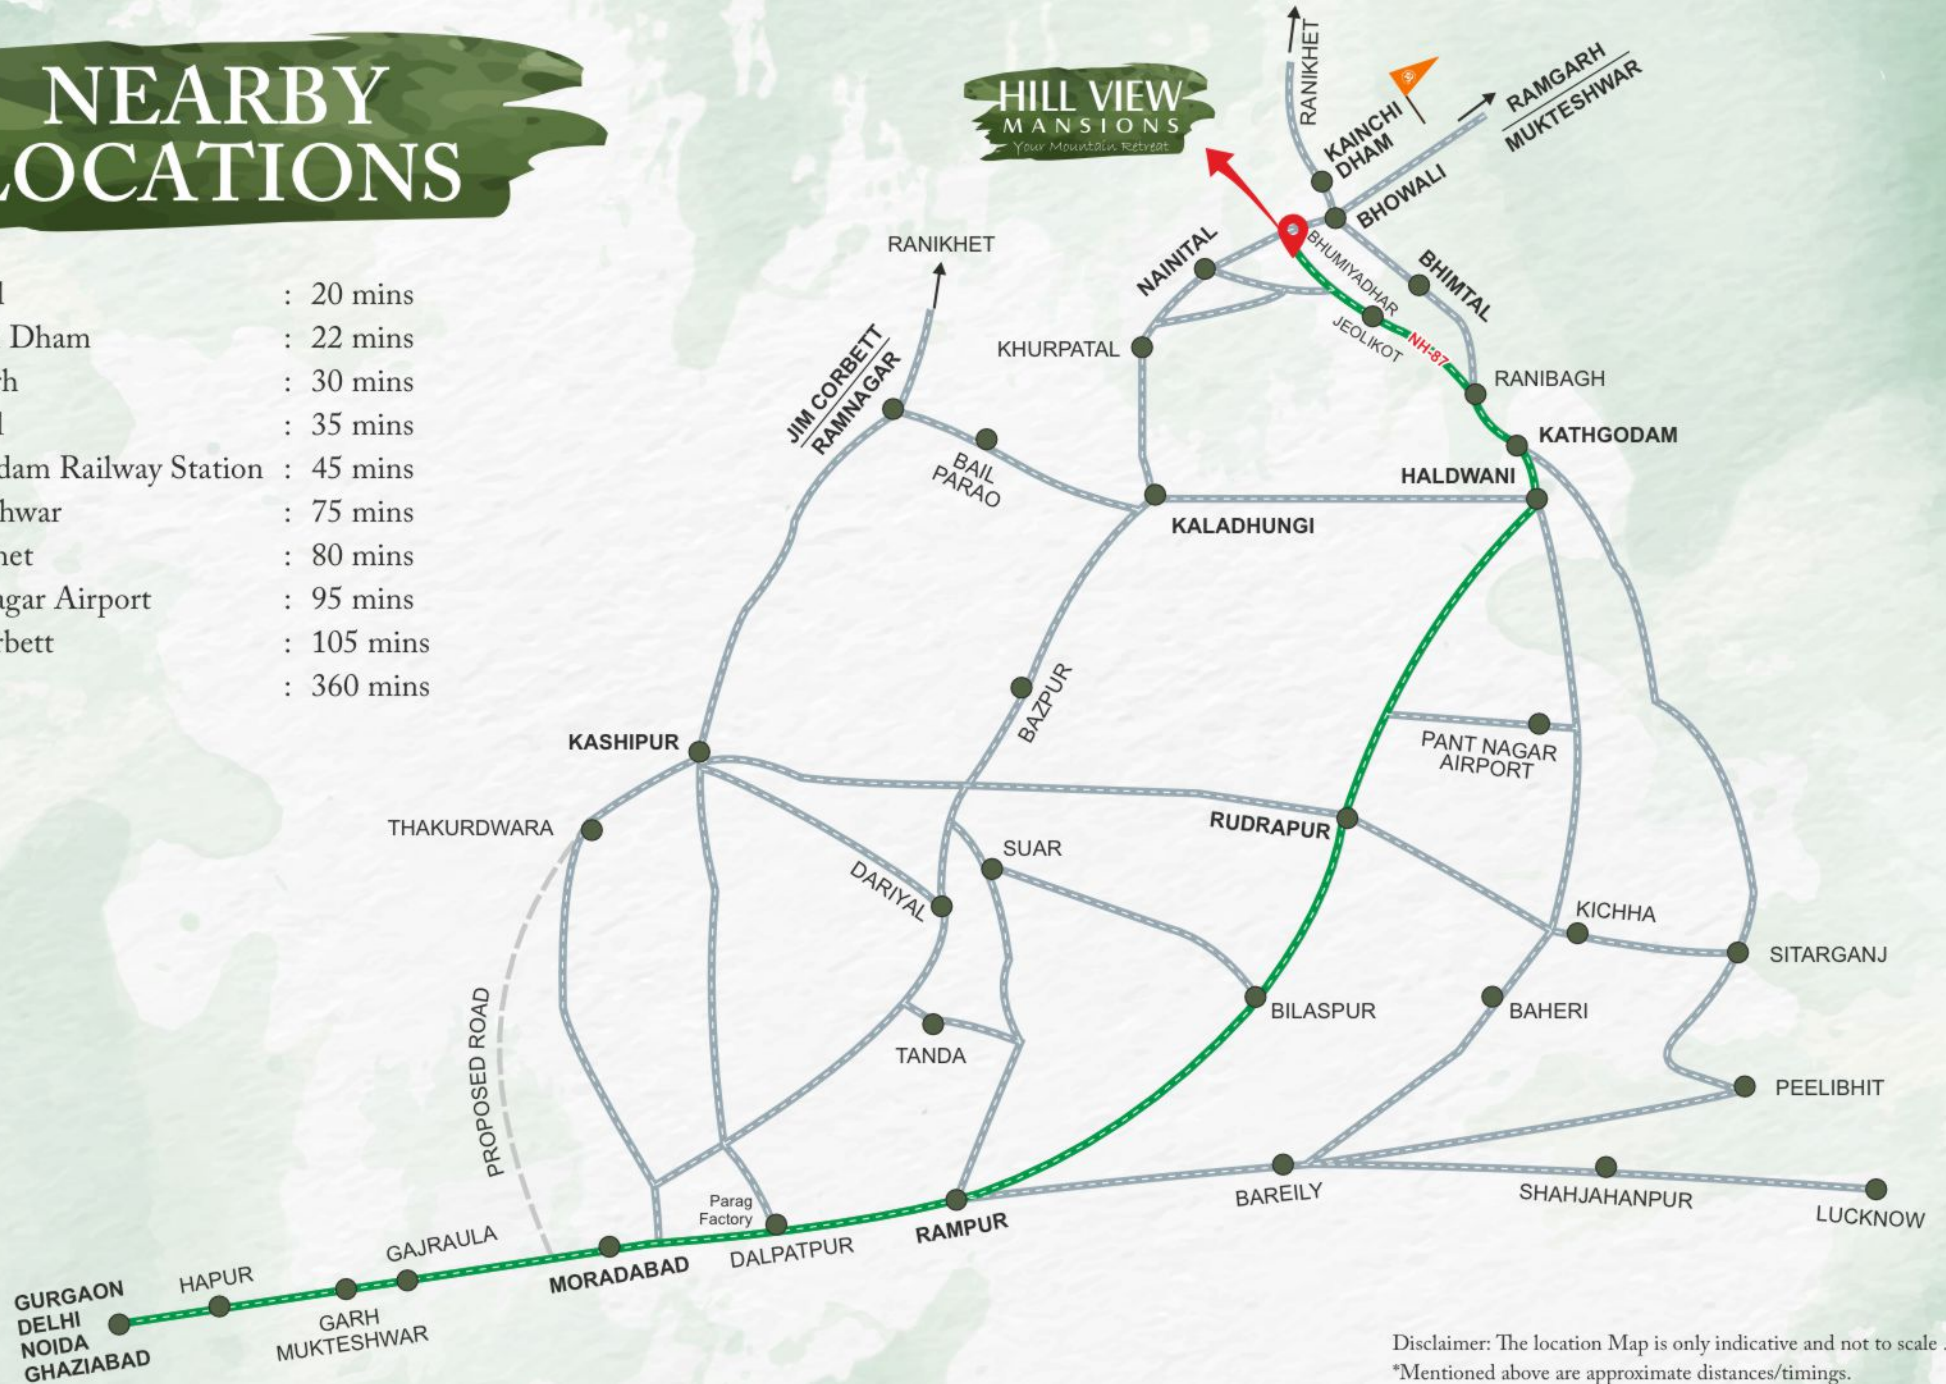 NEARBY
LOCATIONS
: 20 mins
Dham : 22 mins
: 30 mins
: 35 mins
dam Railway Station : 45 mins
hwar : 75 mins
: 80 mins
agar Airport : 95 mins
rbett : 105 mins
: 360 mins
HILL VIEW
MANSIONS
Your Mountain Retreat
RANIKHET
KAINCHI
DHAM
RAMGARH
MUKTESHWAR
BHOWALI
NAINITAL
BHUMIYADHAR
BHIMTAL
JEOLIKOT
NH-87
RANIKHET
KHURPATAL
RANIBAGH
JIM CORBETT
RAMNAGAR
KATHGODAM
BAIL
PARAO
HALDWANI
KALADHUNGI
BAZPUR
PANT NAGAR
AIRPORT
KASHIPUR
THAKURDWARA
RUDRAPUR
SUAR
DARIYAL
KICHHA
SITARGANJ
PROPOSED ROAD
TANDA
BILASPUR
BAHERI
PEELIBHIT
Parag
Factory
BAREILY
SHAHJAHANPUR
LUCKNOW
RAMPUR
DALPATPUR
MORADABAD
GAJRAULA
GARH
MUKTESHWAR
HAPUR
GURGAON
DELHI
NOIDA
GHAZIABAD
Disclaimer: The location Map is only indicative and not to scale .
*Mentioned above are approximate distances/timings.